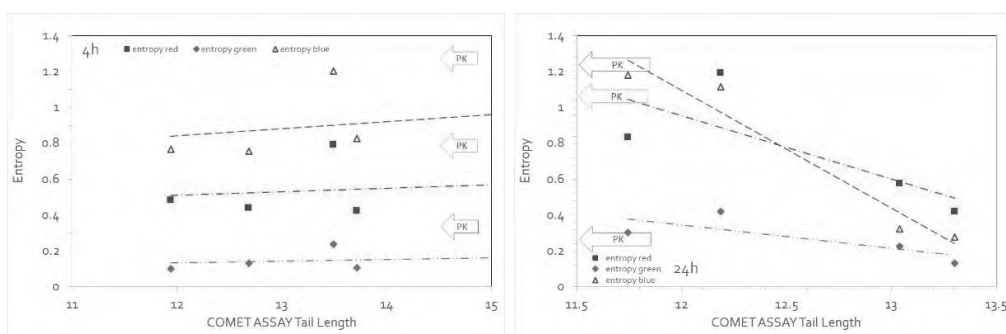 4h
entropy red entropy green entropy blue
1.4
1.2
1
0.8
0.6
0.4
0.2
0
Entropy
PK
PK
PK
11 12 13 14 15
COMET ASSAY Tail Length
1.4
1.2
1
0.8
0.6
0.4
0.2
0
Entropy
PK
PK
PK
entropy red
entropy green
entropy blue
24h
11.5 12 12.5 13 13.5
COMET ASSAY Tail Length